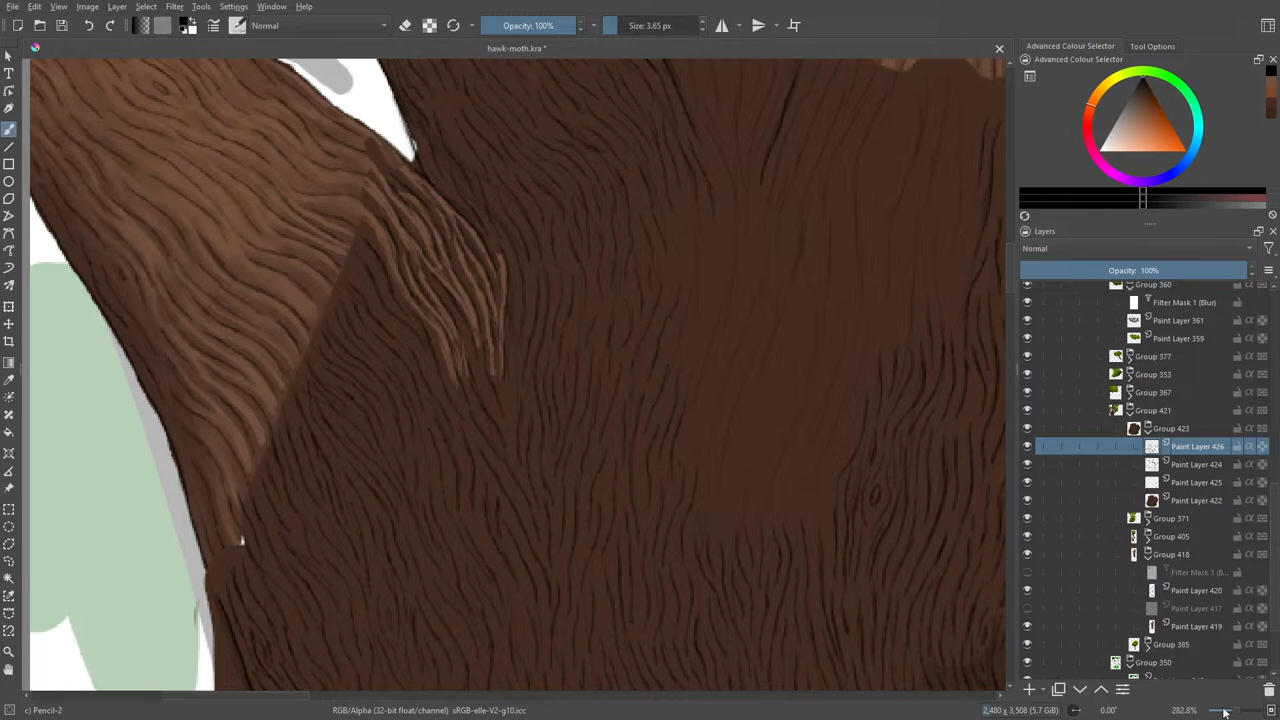 File Edit View Image Layer Select Filter Tools Settings Window Help
Normal Opacity: 100% Size: 3.65 px
hawk-moth.kra *
Advanced Colour Selector Tool Options
Advanced Colour Selector
Layers
Normal
Opacity: 100%
Group 360
Filter Mask 1 (Blur)
Paint Layer 361
Paint Layer 359
Group 377
Group 353
Group 367
Group 421
Group 423
Paint Layer 426
Paint Layer 424
Paint Layer 425
Paint Layer 422
Group 371
Group 405
Group 418
Filter Mask 1 (B...
Paint Layer 420
Paint Layer 417
Paint Layer 419
Group 385
Group 350
c) Pencil-2 RGB/Alpha (32-bit float/channel) sRGB-elle-V2-g10.icc 2,480 x 3,508 (5.7 GiB) 0.00° 282.8%